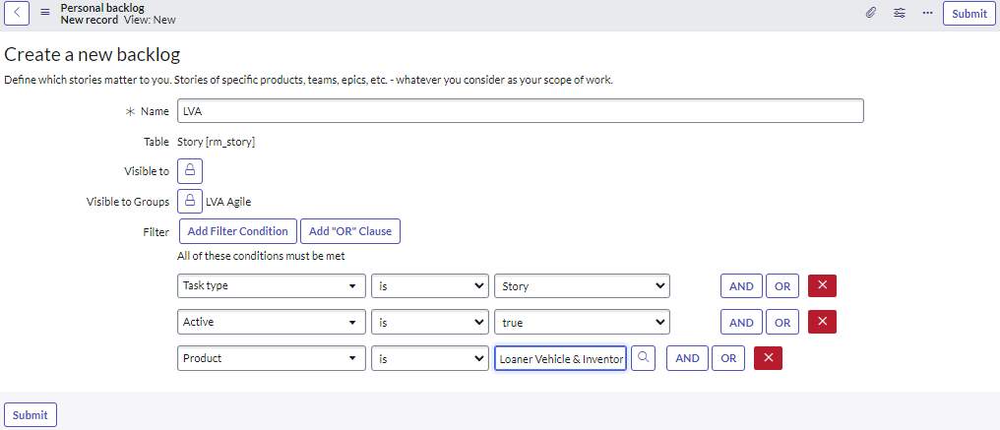 Personal backlog
New record View: New
Submit
Create a new backlog
Define which stories matter to you. Stories of specific products, teams, epics, etc. - whatever you consider as your scope of work.
Name LVA
Table Story [rm_story]
Visible to
Visible to Groups LVA Agile
Filter Add Filter Condition Add "OR" Clause
All of these conditions must be met
Task type is Story AND OR
Active is true AND OR
Product is Loaner Vehicle & Inventor AND OR
Submit